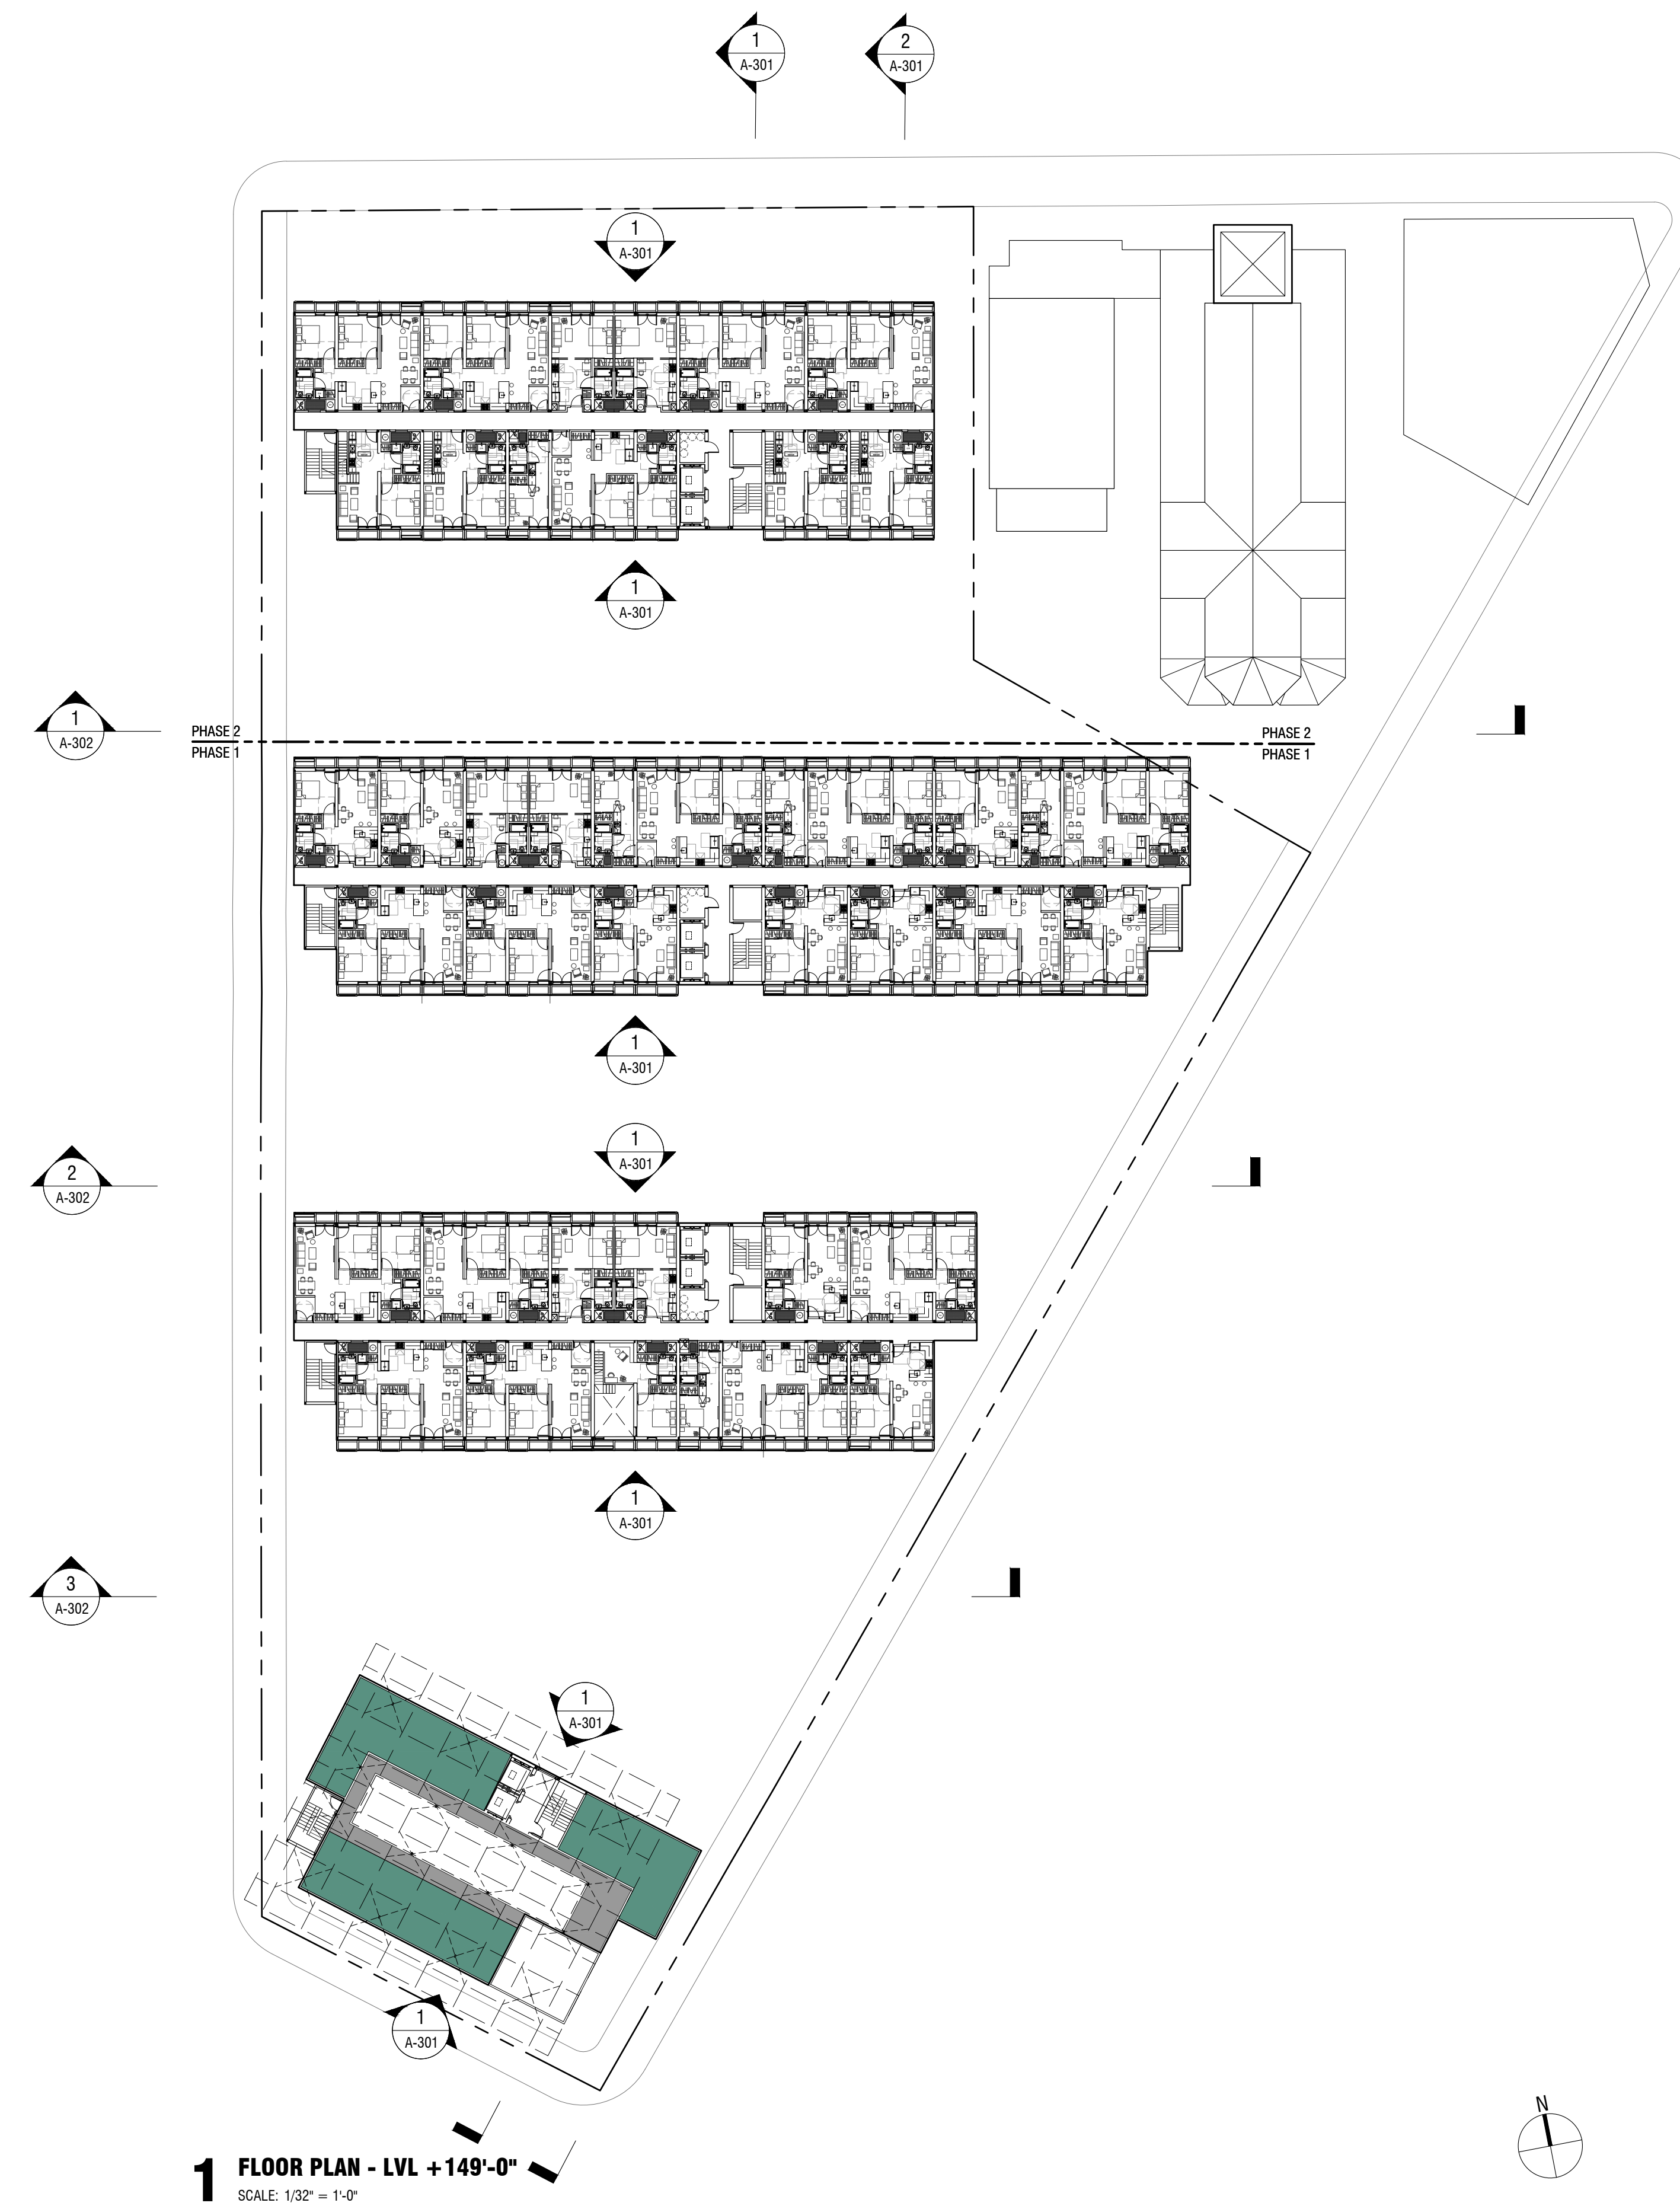 1
A-301
2
A-301
1
A-301
1
A-301
1
A-302
PHASE 2
PHASE 1
PHASE 2
PHASE 1
1
A-301
1
A-301
2
A-302
1
A-301
3
A-302
1
A-301
1
A-301
N
1
FLOOR PLAN - LVL +149'-0"
SCALE: 1/32" = 1'-0"